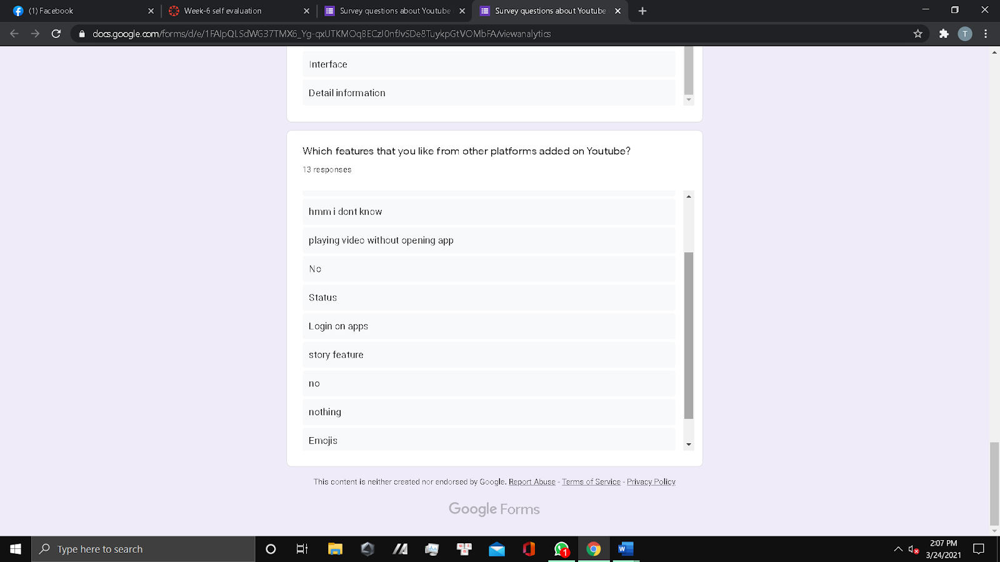 (1) Facebook
Week-6 self evaluation
Survey questions about Youtube
Survey questions about Youtube
docs.google.com/forms/d/e/1FAIpQLSdWG37TMX6_Yg-qxUTKMOqBECzJ0nfJvSDe8TuykpGtVOMbFA/viewanalytics
T
Interface
Detail information
Which features that you like from other platforms added on Youtube?
13 responses
hmm i dont know
playing video without opening app
No
Status
Login on apps
story feature
no
nothing
Emojis
This content is neither created nor endorsed by Google. Report Abuse - Terms of Service - Privacy Policy
Google Forms
Type here to search
1
W
2:07 PM
3/24/2021